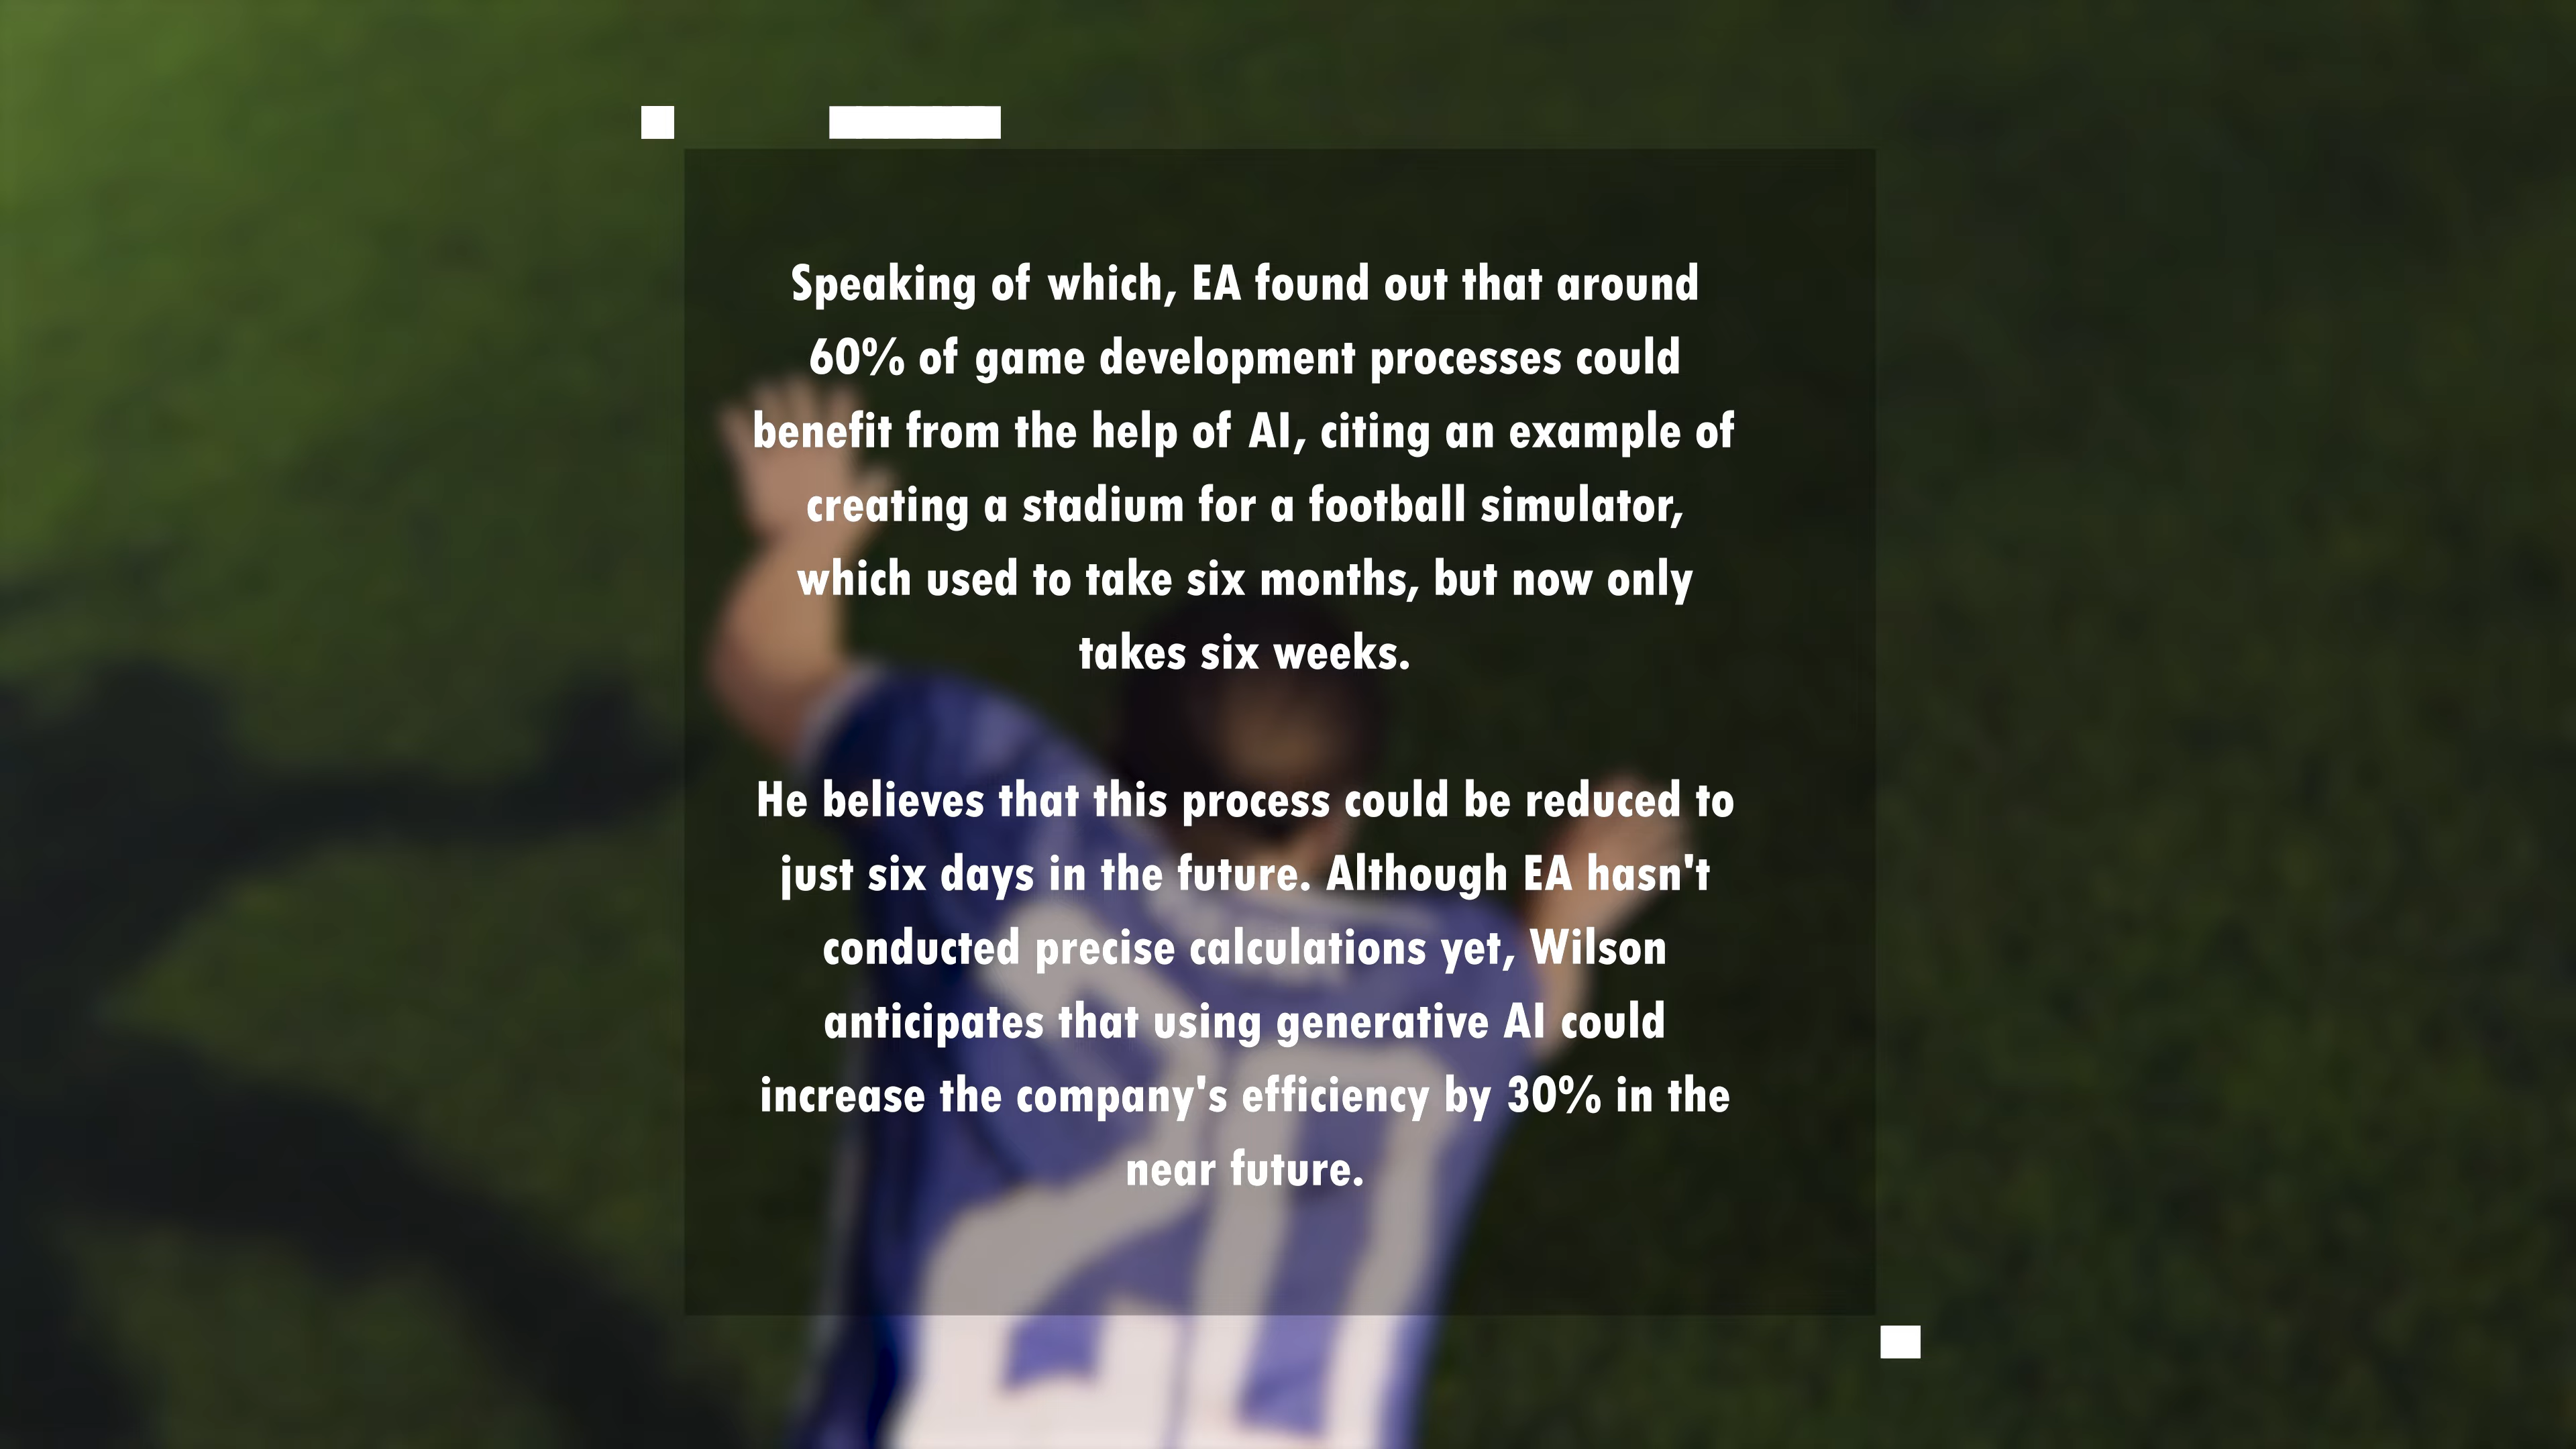 Speaking of which, EA found out that around
60% of game development processes could
benefit from the help of AI, citing an example of
creating a stadium for a football simulator,
which used to take six months, but now only
takes six weeks.
He believes that this process could be reduced to
just six days in the future. Although EA hasn't
conducted precise calculations yet, Wilson
anticipates that using generative AI could
increase the company's efficiency by 30% in the
near future.
20